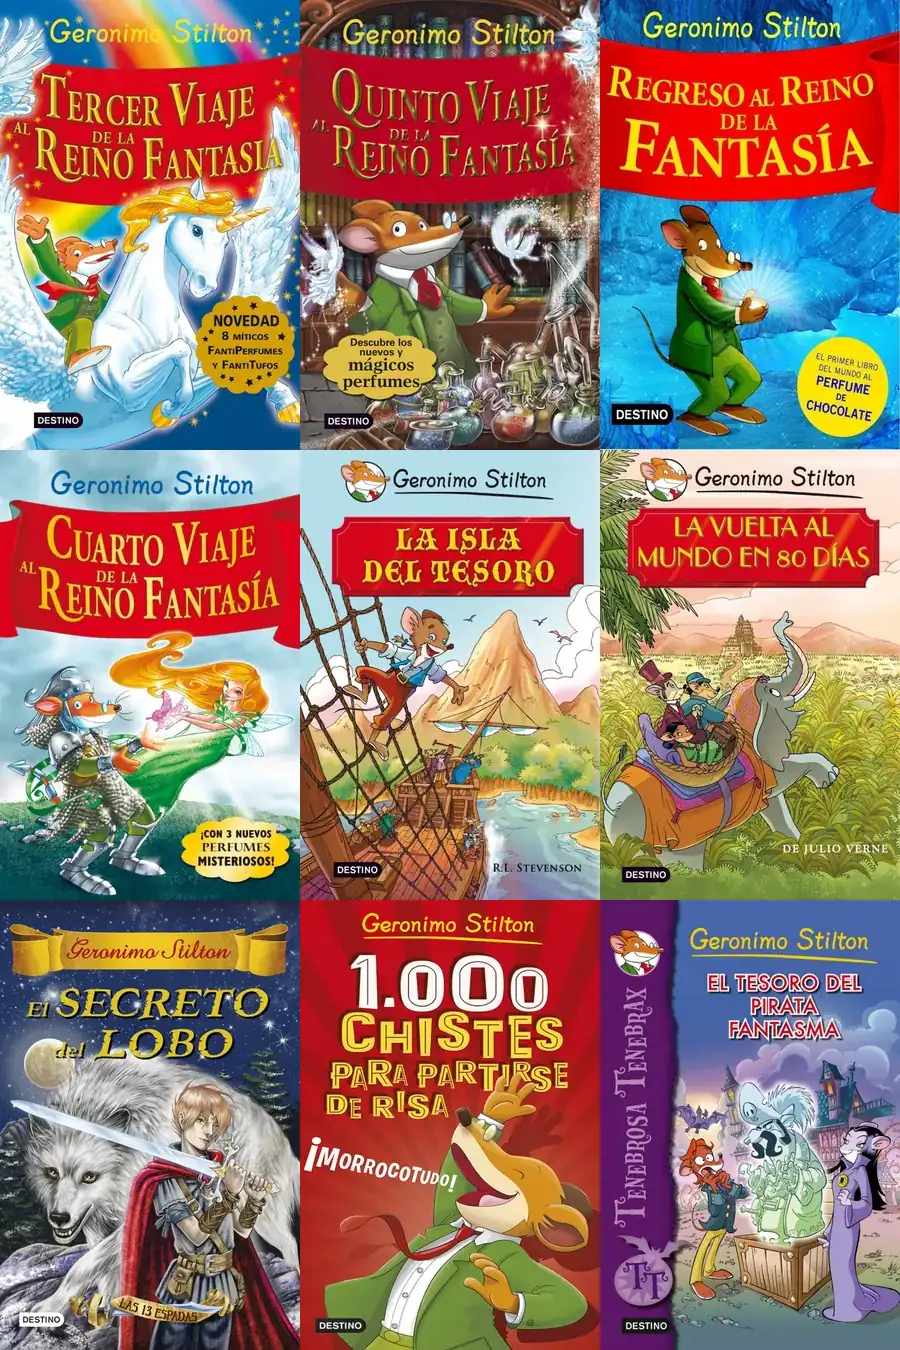 Geronimo Stilton
TERCER VIAJE
AL
DE LA
REINO FANTASIA
NOVEDAD
8 MÍTICOS
FANTIPERFUMES
Y FANTITUFOS
DESTINO
Geronimo Stilton
QUINTO VIAJE
AL
DE LA
REINO FANTASÍA
Descubre los
nuevos y
mágicos
perfumes
DESTINO
Geronimo Stilton
REGRESO AL REINO
DE LA
FANTASÍA
EL PRIMER LIBRO
DEL MUNDO AL
PERFUME
DE
CHOCOLATE
DESTINO
Geronimo Stilton
CUARTO VIAJE
AL
DE LA
REINO FANTASÍA
¡CON 3 NUEVOS
PERFUMES
MISTERIOSOS!
Geronimo Stilton
LA ISLA
DEL TESORO
DESTINO
R.L. STEVENSON
Geronimo Stilton
LA VUELTA AL
MUNDO EN 80 DÍAS
DE JULIO VERNE
DESTINO
Geronimo Stilton
EL SECRETO
del LOBO
LAS 13 ESPADAS
DESTINO
Geronimo Stilton
1.000
CHISTES
PARA PARTIRSE
DE RISA
¡MORROCOTUDO!
DESTINO
TENEBROSA TENEBRAX
TT
Geronimo Stilton
EL TESORO DEL
PIRATA
FANTASMA
DESTINO